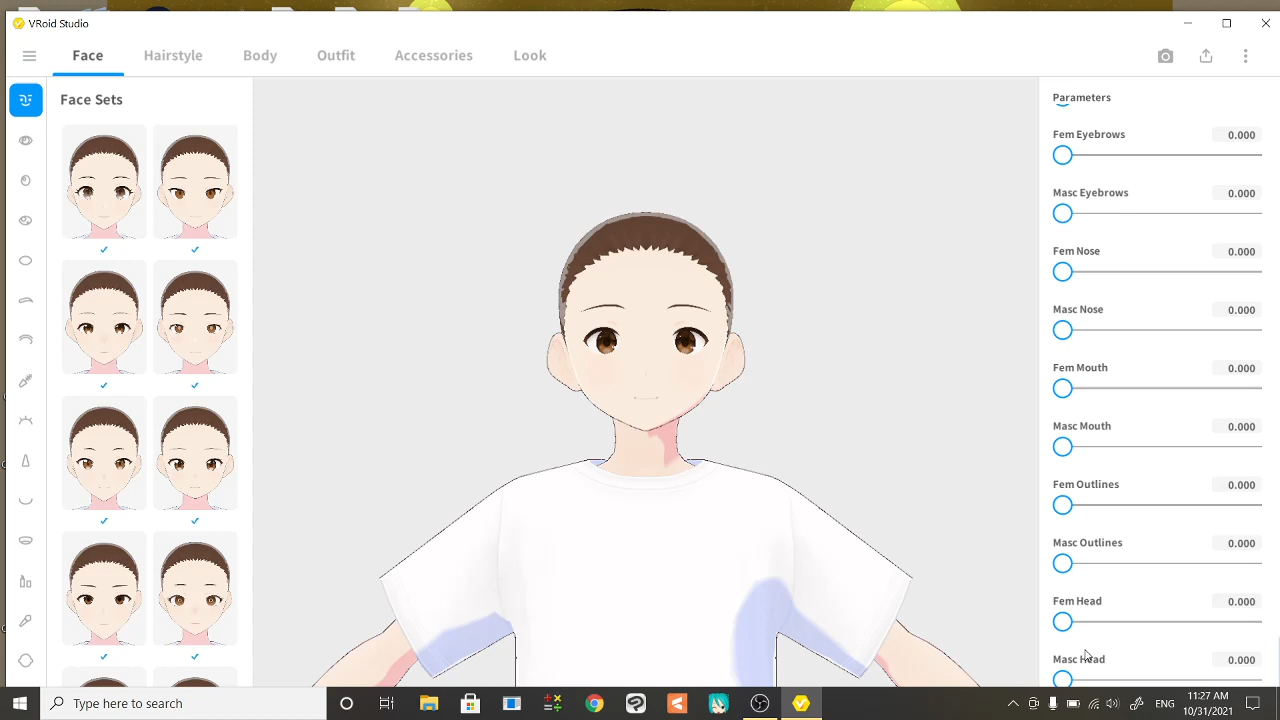 VRoid Studio
Face Hairstyle Body Outfit Accessories Look
Face Sets
Parameters
Fem Eyebrows 0.000
Masc Eyebrows 0.000
Fem Nose 0.000
Masc Nose 0.000
Fem Mouth 0.000
Masc Mouth 0.000
Fem Outlines 0.000
Masc Outlines 0.000
Fem Head 0.000
Masc Head 0.000
Type here to search
ENG
11:27 AM
10/31/2021